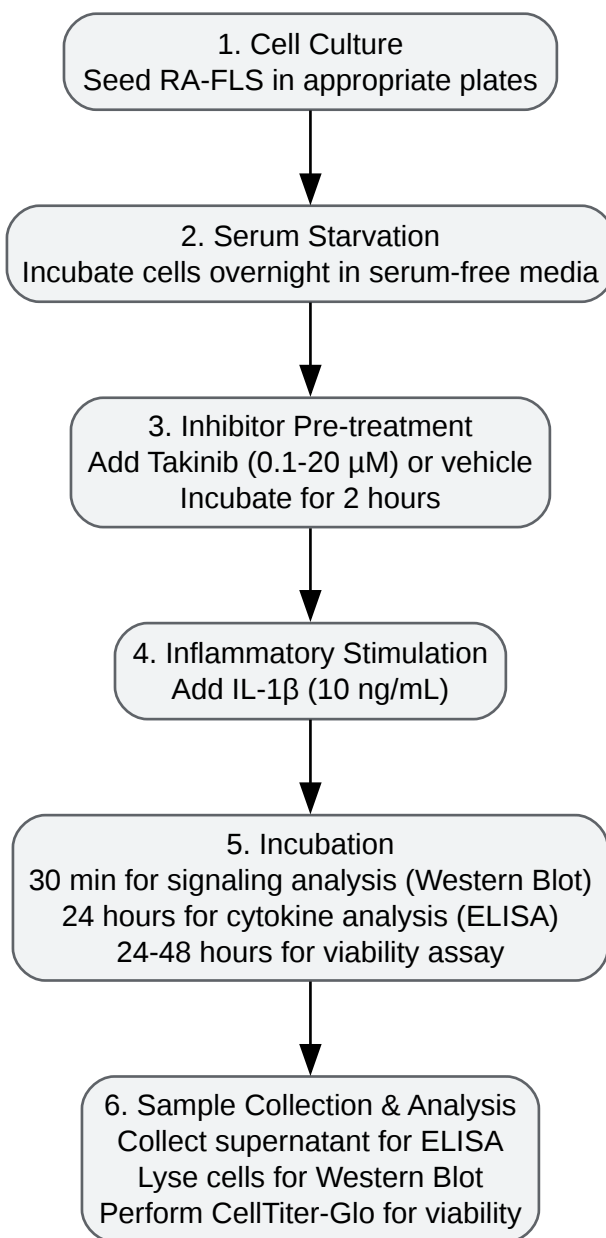 1. Cell Culture
Seed RA-FLS in appropriate plates
2. Serum Starvation
Incubate cells overnight in serum-free media
3. Inhibitor Pre-treatment
Add Takinib (0.1-20 µM) or vehicle
Incubate for 2 hours
4. Inflammatory Stimulation
Add IL-1β (10 ng/mL)
5. Incubation
30 min for signaling analysis (Western Blot)
24 hours for cytokine analysis (ELISA)
24-48 hours for viability assay
6. Sample Collection & Analysis
Collect supernatant for ELISA
Lyse cells for Western Blot
Perform CellTiter-Glo for viability